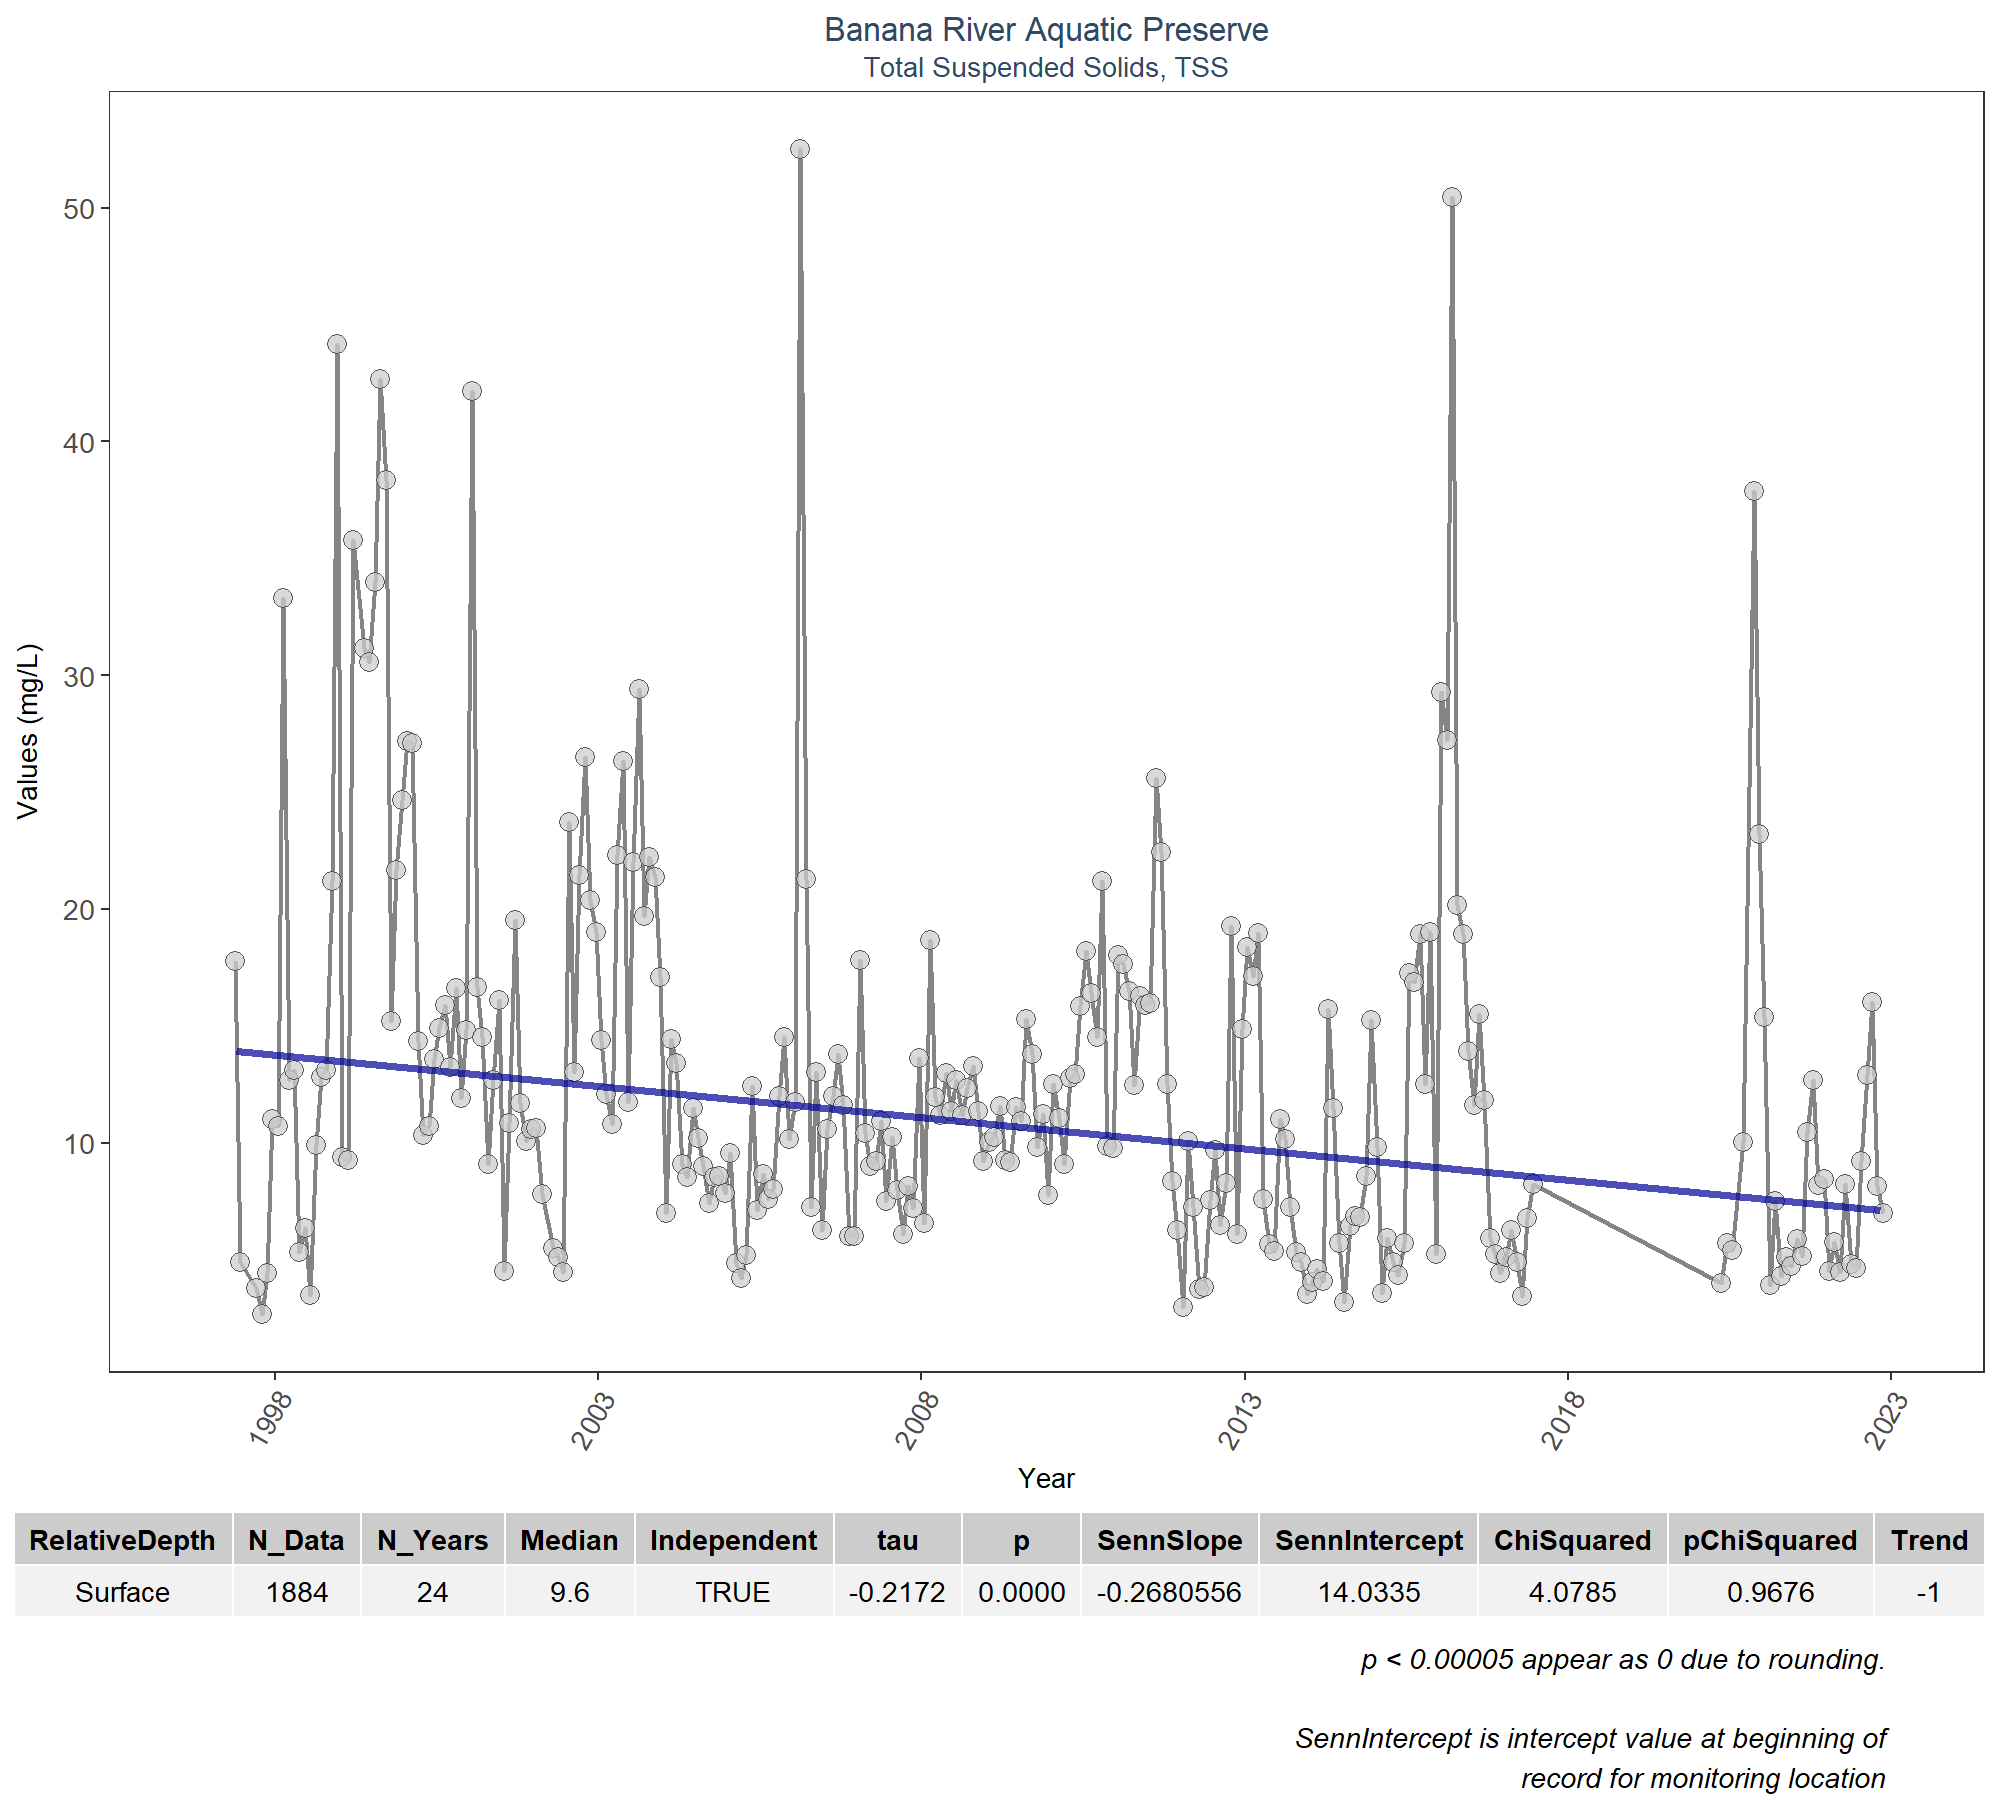 Banana River Aquatic Preserve
Total Suspended Solids, TSS
Values (mg/L)
50
40
30
20
10
1998 2003 2008 2013 2018 2023
Year
RelativeDepth N_Data N_Years Median Independent tau p SennSlope SennIntercept ChiSquared pChiSquared Trend
Surface 1884 24 9.6 TRUE -0.2172 0.0000 -0.2680556 14.0335 4.0785 0.9676 -1
p < 0.00005 appear as 0 due to rounding.
SennIntercept is intercept value at beginning of
record for monitoring location